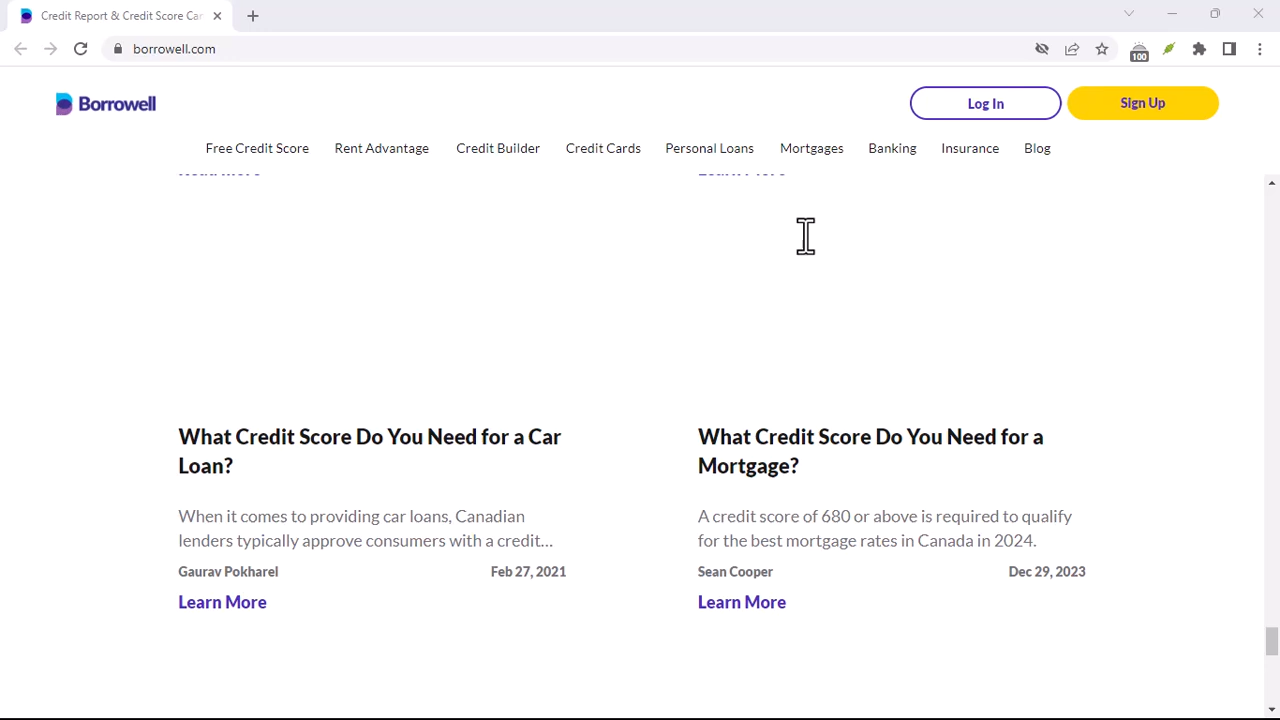 Credit Report & Credit Score Car
borrowell.com
100
Borrowell
Log In
Sign Up
Free Credit Score Rent Advantage Credit Builder Credit Cards Personal Loans Mortgages Banking Insurance Blog
What Credit Score Do You Need for a Car
Loan?
When it comes to providing car loans, Canadian
lenders typically approve consumers with a credit...
Gaurav Pokharel Feb 27, 2021
Learn More
What Credit Score Do You Need for a
Mortgage?
A credit score of 680 or above is required to qualify
for the best mortgage rates in Canada in 2024.
Sean Cooper Dec 29, 2023
Learn More